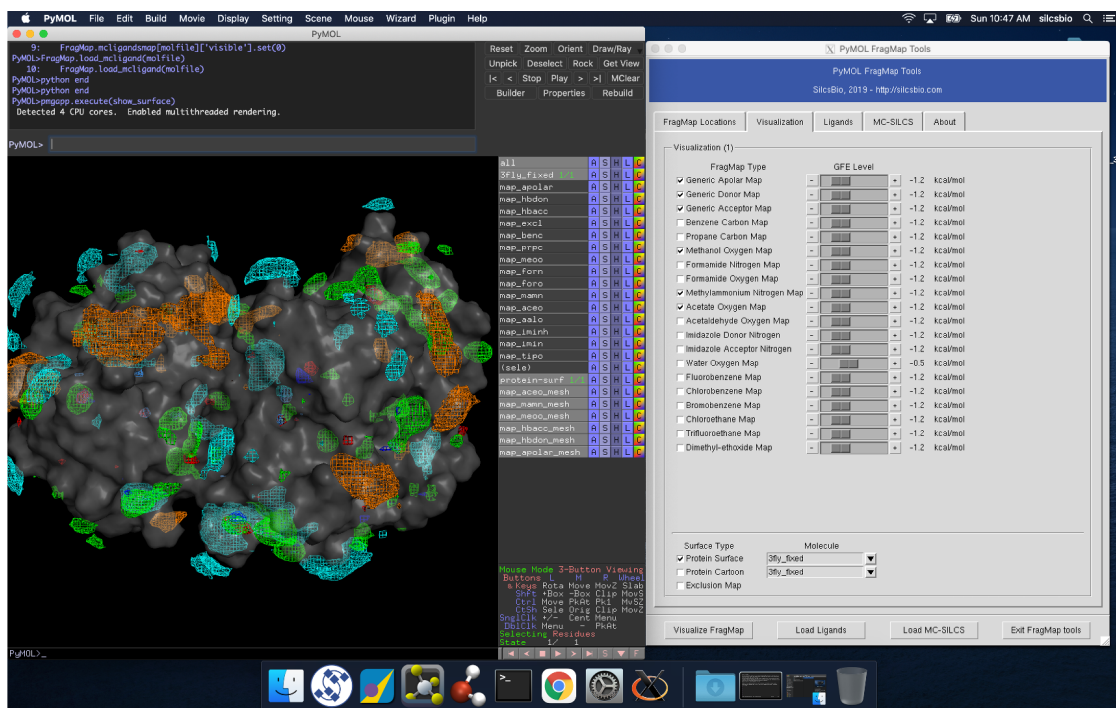 PyMOL File Edit Build Movie Display Setting Scene Mouse Wizard Plugin Help
Sun 10:47 AM silcsbio
PyMOL
9: FragMap.mcligandsmap[molfile]['visible'].set(0)
PyMOL>FragMap.load_mcligand(molfile)
10: FragMap.load_mcligand(molfile)
PyMOL>python end
PyMOL>python end
PyMOL>pmgapp.execute(show_surface)
Detected 4 CPU cores. Enabled multithreaded rendering.
PyMOL>
Reset Zoom Orient Draw/Ray
Unpick Deselect Rock Get View
|< < Stop Play > >| MClear
Builder Properties Rebuild
all A S H L C
3fly_fixed 1/1 A S H L C
map_apolar A S H L C
map_hbdon A S H L C
map_hbacc A S H L C
map_excl A S H L C
map_benc A S H L C
map_prpc A S H L C
map_meoo A S H L C
map_forn A S H L C
map_foro A S H L C
map_mamn A S H L C
map_aceo A S H L C
map_aalo A S H L C
map_iminh A S H L C
map_imin A S H L C
map_tipo A S H L C
(sele) A S H L C
protein-surf 1/1 A S H L C
map_aceo_mesh A S H L C
map_mamn_mesh A S H L C
map_meoo_mesh A S H L C
map_hbacc_mesh A S H L C
map_hbdon_mesh A S H L C
map_apolar_mesh A S H L C
Mouse Mode 3-Button Viewing
Buttons L M R Wheel
& Keys Rota Move MovZ Slab
Shft +Box -Box Clip MovS
Ctrl Move PkAt Pk1 MvSZ
CtSh Sele Orig Clip MovZ
SnglClk +/- Cent Menu
DblClk Menu - PkAt
Selecting Residues
State 1/ 1
S F
PyMOL>_
PyMOL FragMap Tools
PyMOL FragMap Tools
SilcsBio, 2019 - http://silcsbio.com
FragMap Locations Visualization Ligands MC-SILCS About
Visualization (1)
FragMap Type GFE Level
Generic Apolar Map - + -1.2 kcal/mol
Generic Donor Map - + -1.2 kcal/mol
Generic Acceptor Map - + -1.2 kcal/mol
Benzene Carbon Map - + -1.2 kcal/mol
Propane Carbon Map - + -1.2 kcal/mol
Methanol Oxygen Map - + -1.2 kcal/mol
Formamide Nitrogen Map - + -1.2 kcal/mol
Formamide Oxygen Map - + -1.2 kcal/mol
Methylammonium Nitrogen Map - + -1.2 kcal/mol
Acetate Oxygen Map - + -1.2 kcal/mol
Acetaldehyde Oxygen Map - + -1.2 kcal/mol
Imidazole Donor Nitrogen - + -1.2 kcal/mol
Imidazole Acceptor Nitrogen - + -1.2 kcal/mol
Water Oxygen Map - + -0.5 kcal/mol
Fluorobenzene Map - + -1.2 kcal/mol
Chlorobenzene Map - + -1.2 kcal/mol
Bromobenzene Map - + -1.2 kcal/mol
Chloroethane Map - + -1.2 kcal/mol
Trifluoroethane Map - + -1.2 kcal/mol
Dimethyl-ethoxide Map - + -1.2 kcal/mol
Surface Type Molecule
Protein Surface 3fly_fixed
Protein Cartoon 3fly_fixed
Exclusion Map
Visualize FragMap Load Ligands Load MC-SILCS Exit FragMap tools